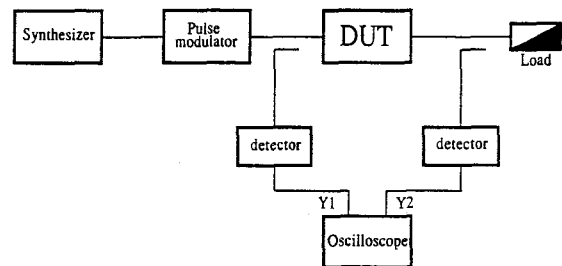 Synthesizer
Pulse
modulator
DUT
Load
detector
detector
Y1
Y2
Oscilloscope